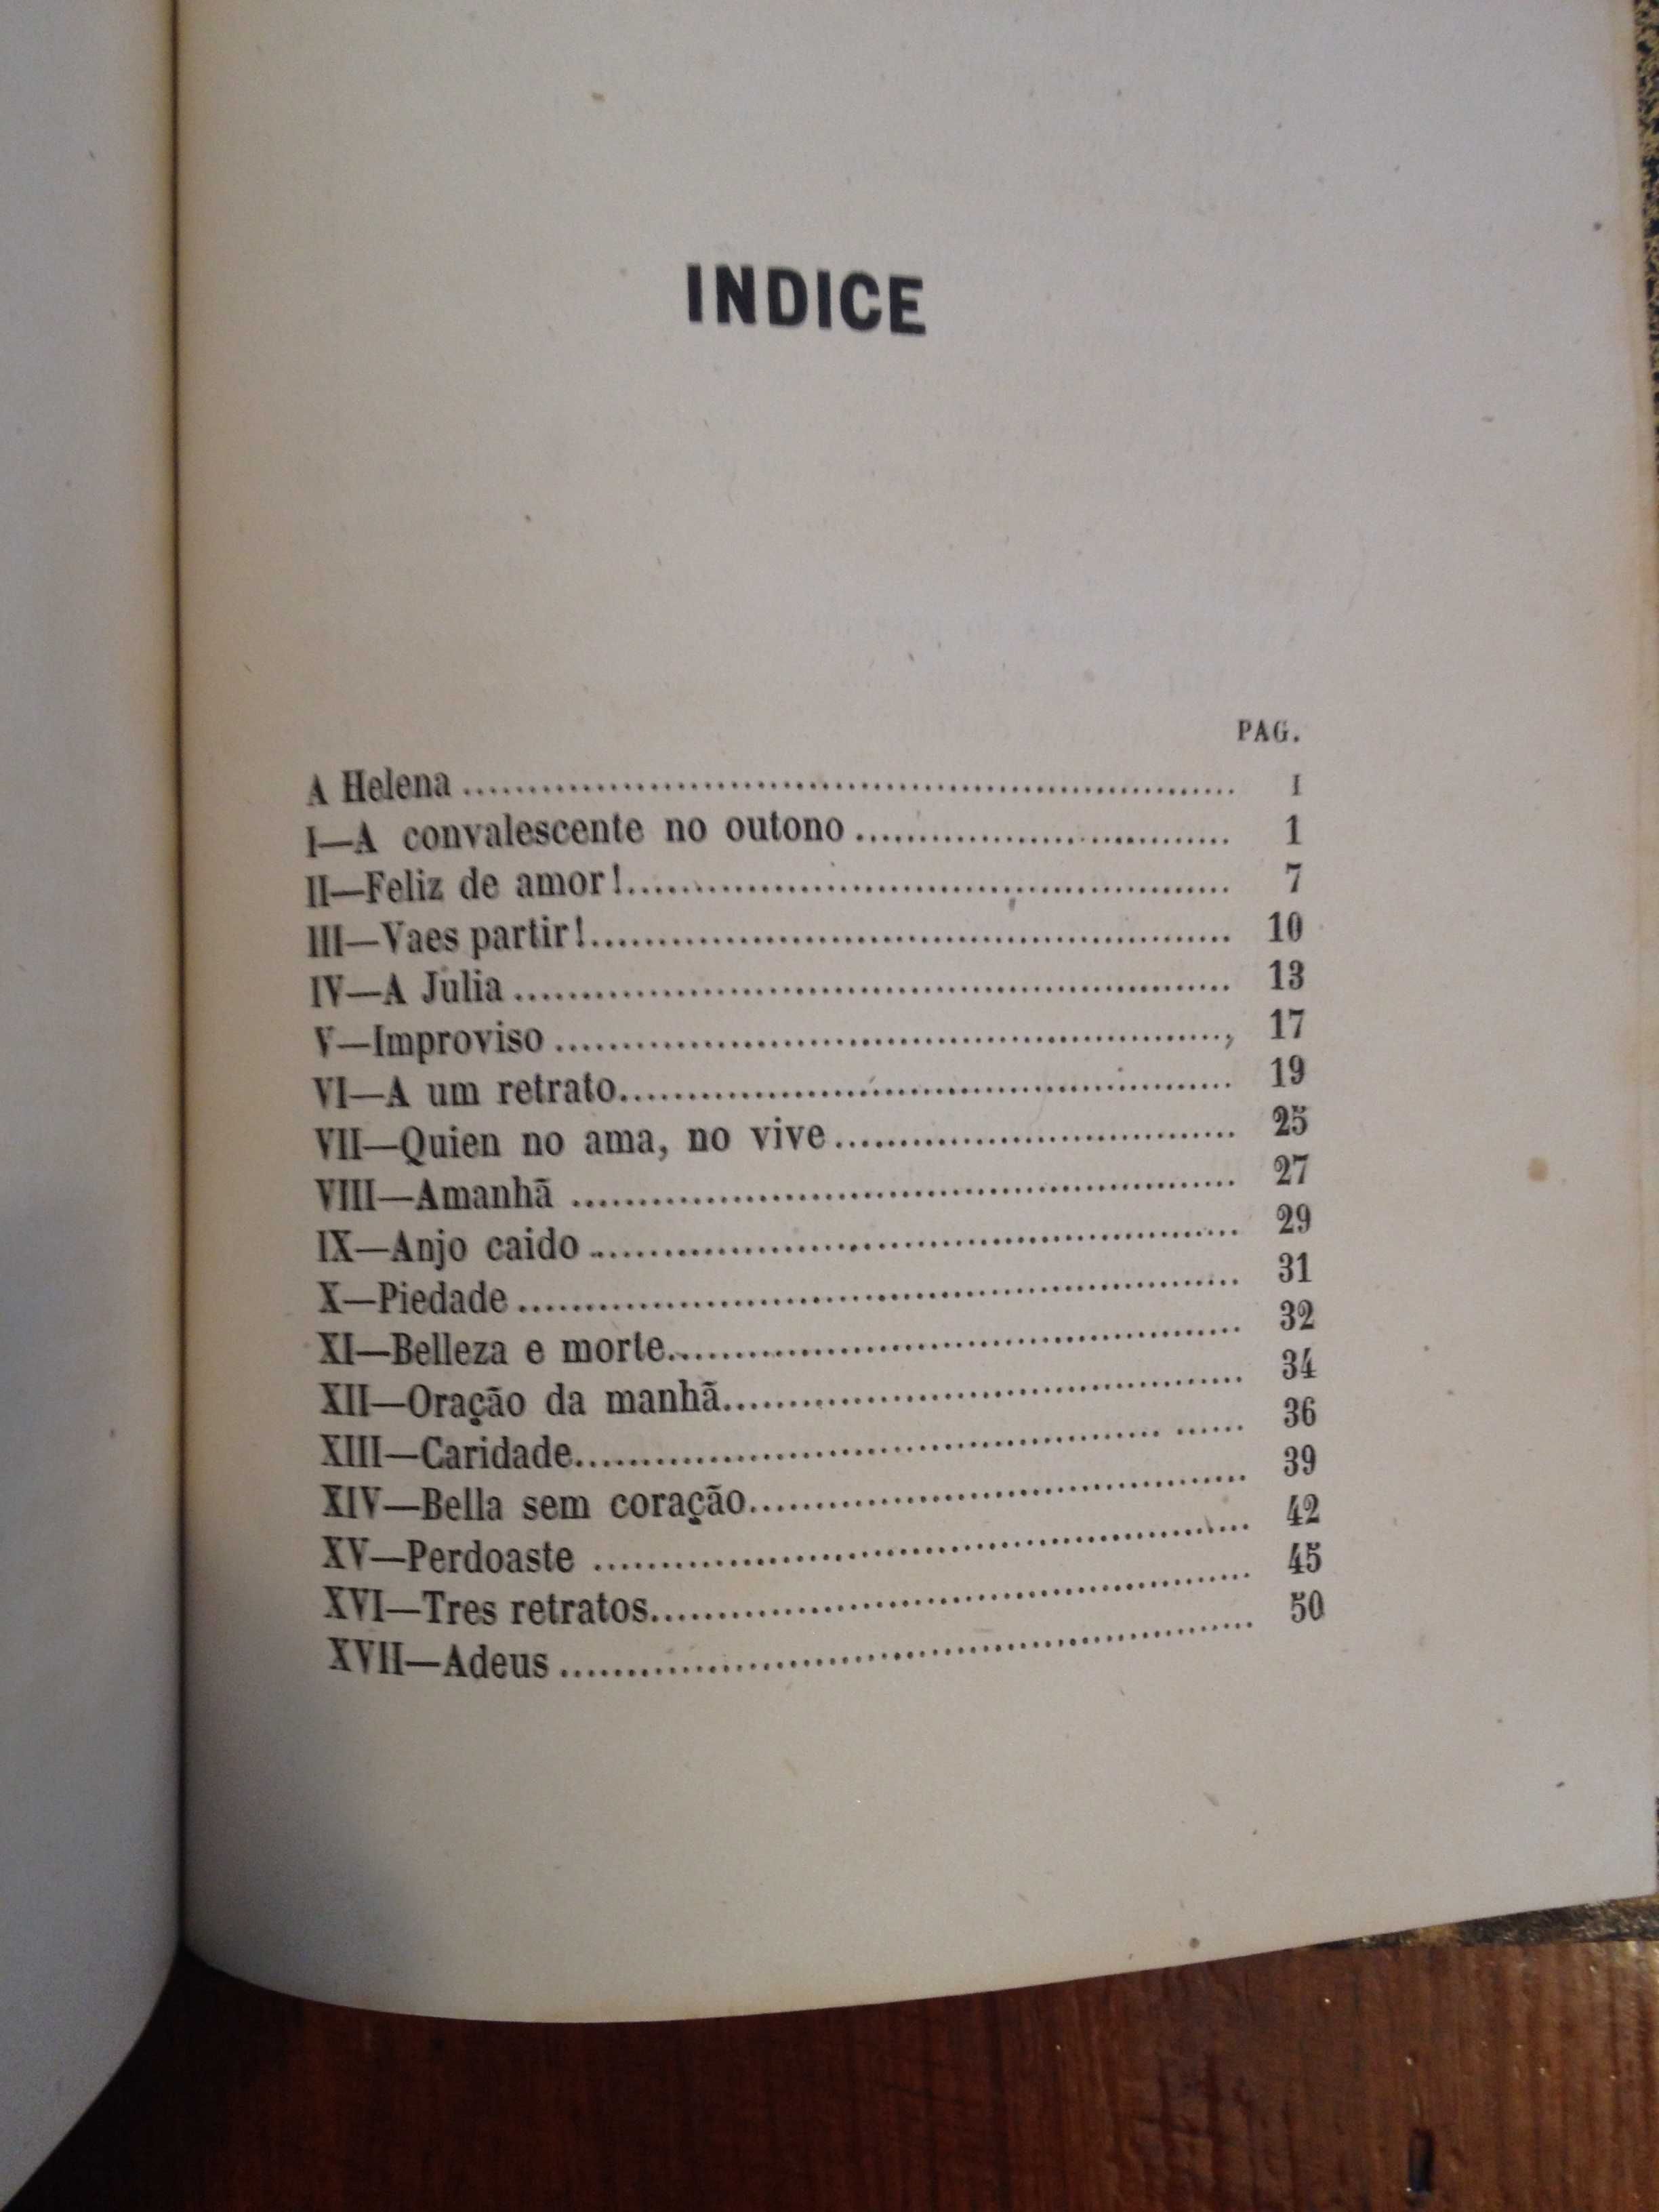 INDICE
PAG.
A Helena ........................................................ I
I—A convalescente no outono ............................ 1
II—Feliz de amor!............................................. 7
III—Vaes partir!................................................ 10
IV—A Julia ...................................................... 13
V—Improviso .................................................., 17
VI—A um retrato.............................................. 19
VII—Quien no ama, no vive.............................. 25
VIII—Amanhã ................................................ 27
IX—Anjo caido ................................................ 29
X—Piedade ..................................................... 31
XI—Belleza e morte.......................................... 32
XII—Oração da manhã...................................... 34
XIII—Caridade........................................... ...... 36
XIV—Bella sem coração.................................... 39
XV—Perdoaste ................................................ 42
XVI—Tres retratos............................................ 45
XVII—Adeus .................................................. 50